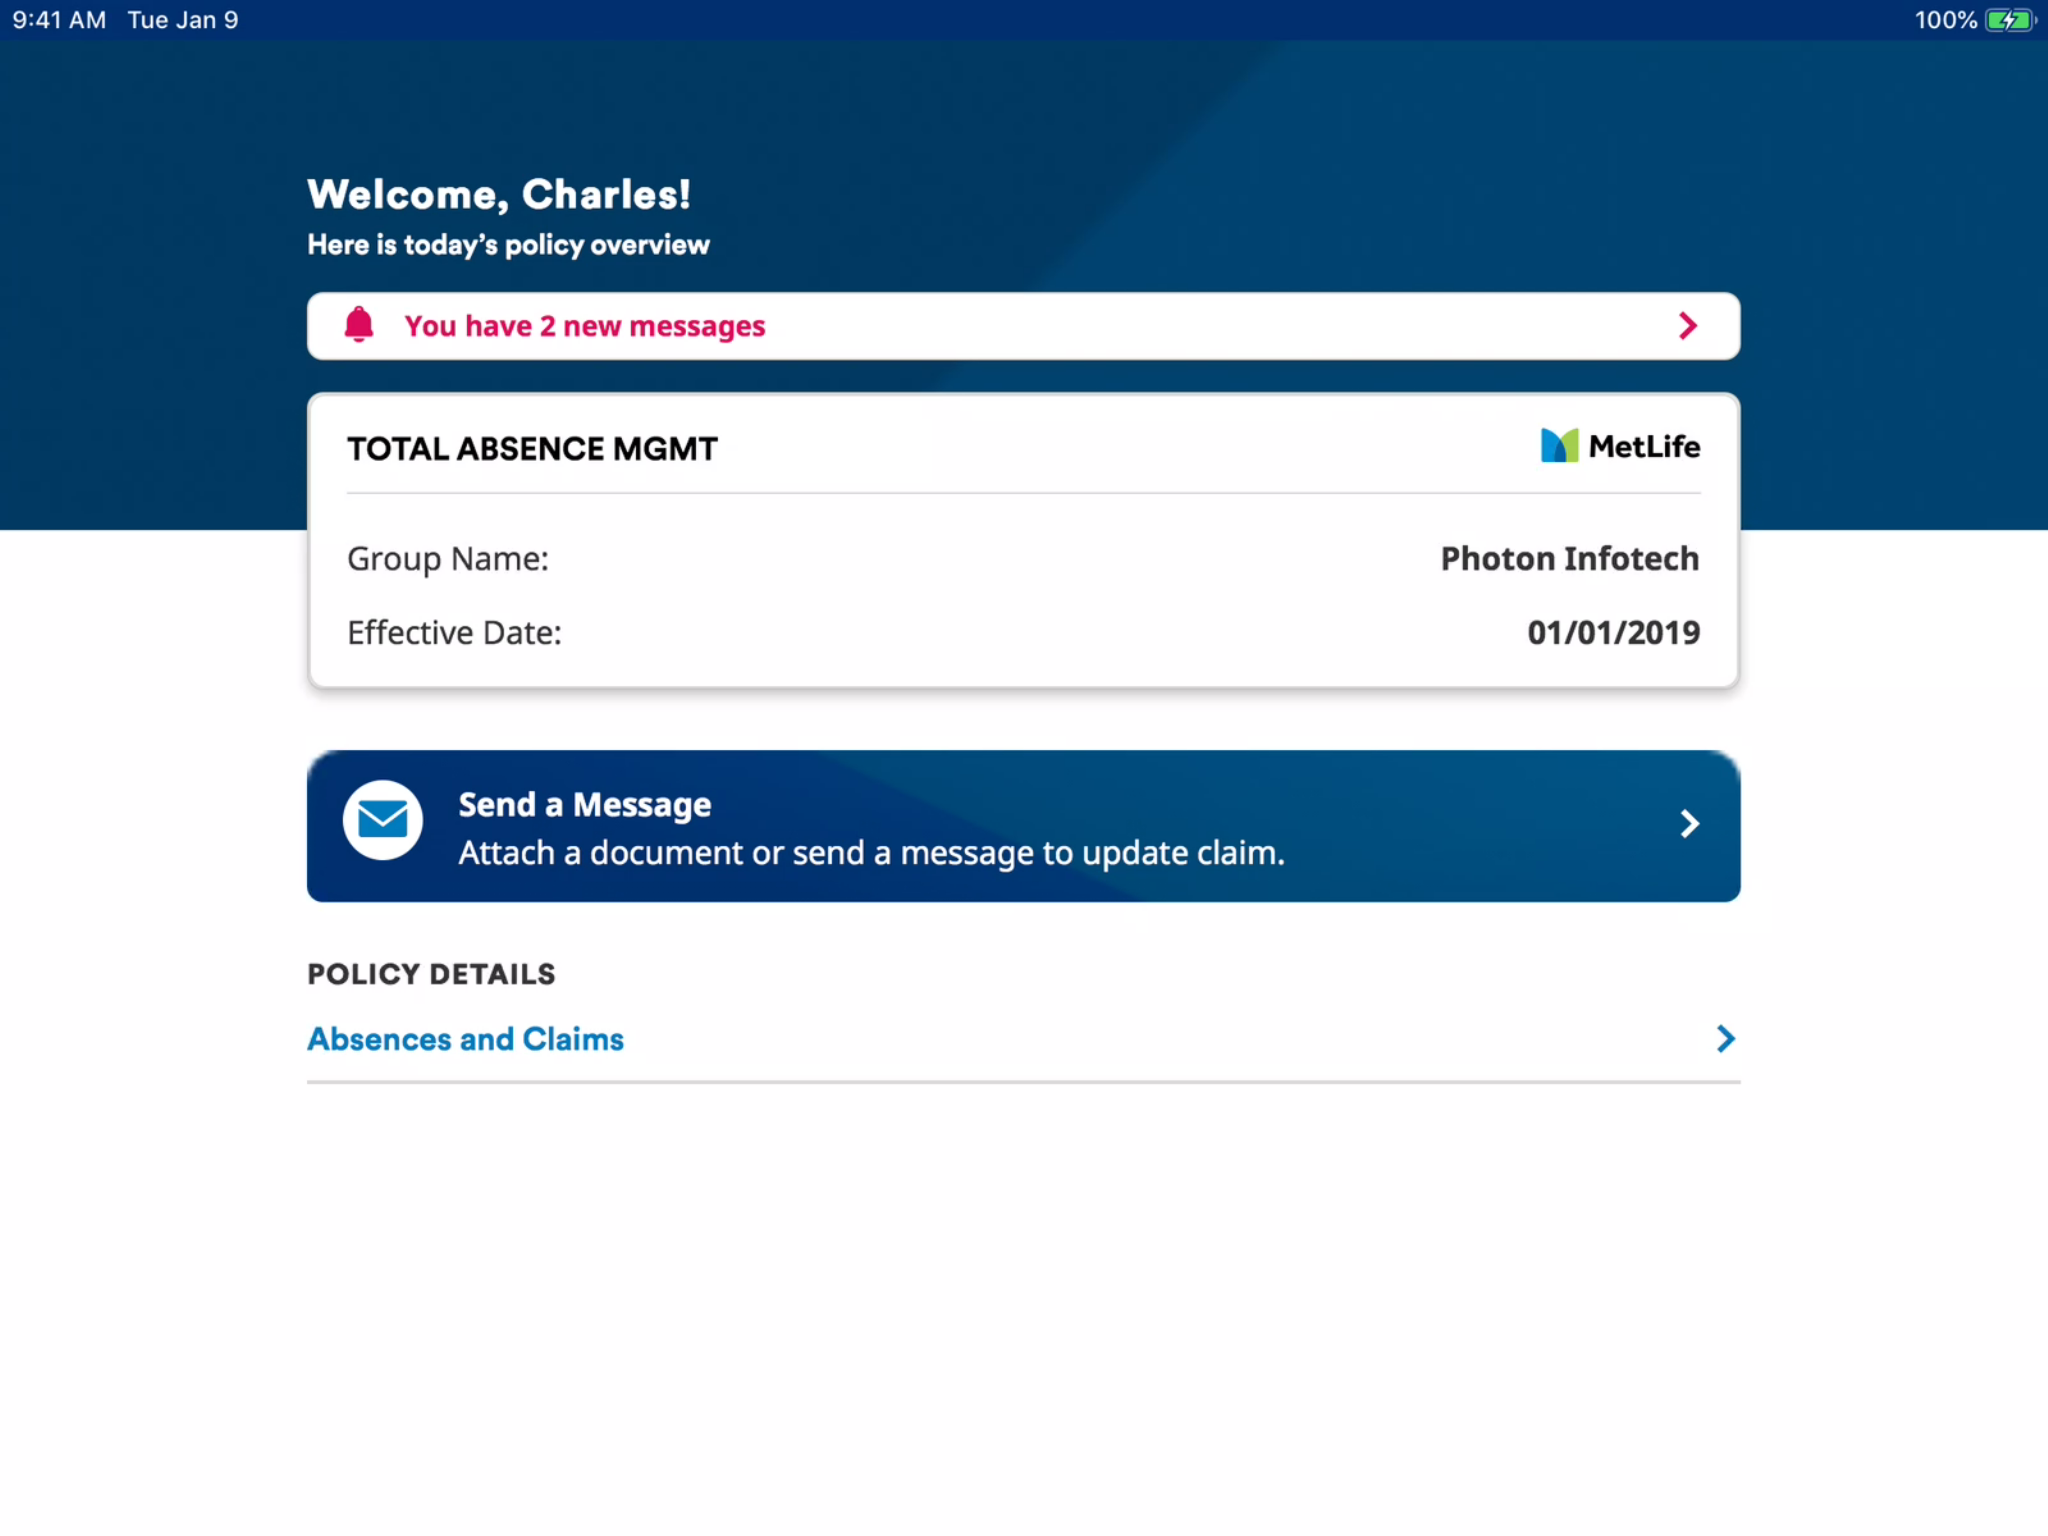 9:41 AM Tue Jan 9 100%
Welcome, Charles!
Here is today's policy overview
You have 2 new messages
TOTAL ABSENCE MGMT MetLife
Group Name: Photon Infotech
Effective Date: 01/01/2019
Send a Message
Attach a document or send a message to update claim.
POLICY DETAILS
Absences and Claims